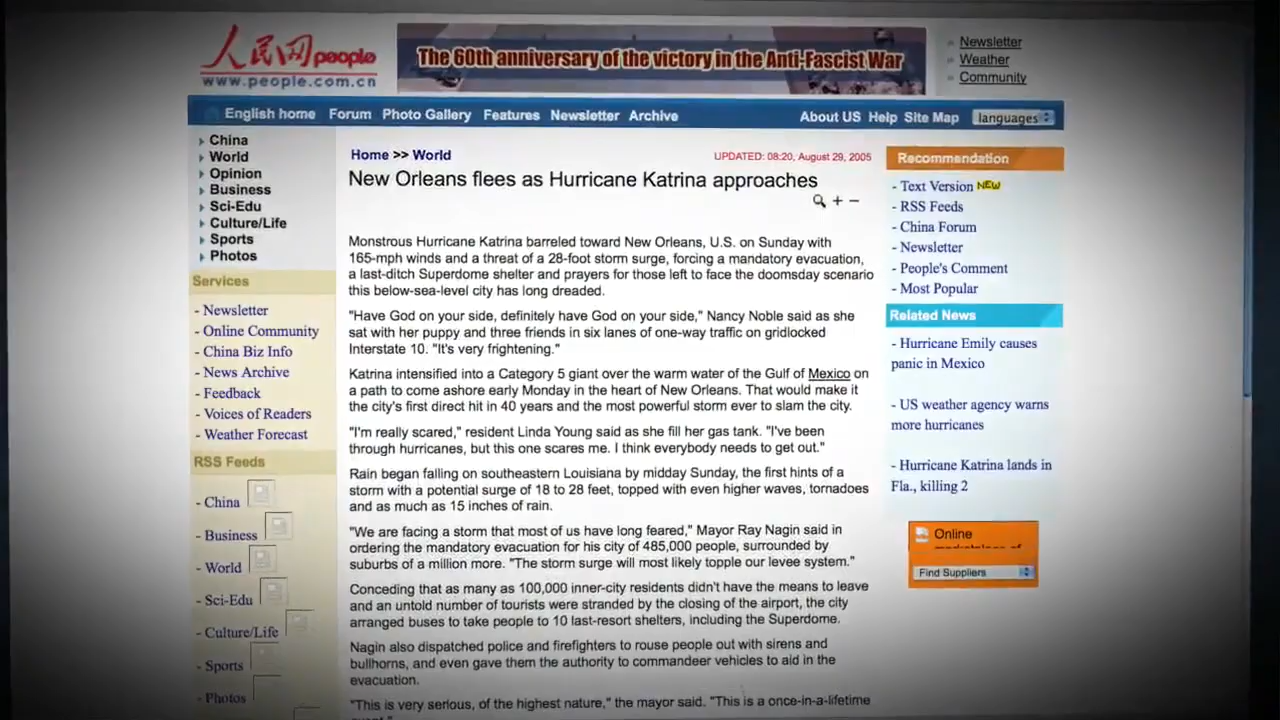 人民网people
www.people.com.cn
The 60th anniversary of the victory in the Anti-Fascist War
Newsletter
Weather
Community
English home Forum Photo Gallery Features Newsletter Archive About US Help Site Map languages
China
World
Opinion
Business
Sci-Edu
Culture/Life
Sports
Photos
Services
- Newsletter
- Online Community
- China Biz Info
- News Archive
- Feedback
- Voices of Readers
- Weather Forecast
RSS Feeds
- China
- Business
- World
- Sci-Edu
- Culture/Life
- Sports
- Photos
Home >> World
UPDATED: 08:20, August 29, 2005
New Orleans flees as Hurricane Katrina approaches
+ −
Monstrous Hurricane Katrina barreled toward New Orleans, U.S. on Sunday with
165-mph winds and a threat of a 28-foot storm surge, forcing a mandatory evacuation,
a last-ditch Superdome shelter and prayers for those left to face the doomsday scenario
this below-sea-level city has long dreaded.
"Have God on your side, definitely have God on your side," Nancy Noble said as she
sat with her puppy and three friends in six lanes of one-way traffic on gridlocked
Interstate 10. "It's very frightening."
Katrina intensified into a Category 5 giant over the warm water of the Gulf of Mexico on
a path to come ashore early Monday in the heart of New Orleans. That would make it
the city's first direct hit in 40 years and the most powerful storm ever to slam the city.
"I'm really scared," resident Linda Young said as she fill her gas tank. "I've been
through hurricanes, but this one scares me. I think everybody needs to get out."
Rain began falling on southeastern Louisiana by midday Sunday, the first hints of a
storm with a potential surge of 18 to 28 feet, topped with even higher waves, tornadoes
and as much as 15 inches of rain.
"We are facing a storm that most of us have long feared," Mayor Ray Nagin said in
ordering the mandatory evacuation for his city of 485,000 people, surrounded by
suburbs of a million more. "The storm surge will most likely topple our levee system."
Conceding that as many as 100,000 inner-city residents didn't have the means to leave
and an untold number of tourists were stranded by the closing of the airport, the city
arranged buses to take people to 10 last-resort shelters, including the Superdome.
Nagin also dispatched police and firefighters to rouse people out with sirens and
bullhorns, and even gave them the authority to commandeer vehicles to aid in the
evacuation.
"This is very serious, of the highest nature," the mayor said. "This is a once-in-a-lifetime
Recommendation
- Text Version NEW
- RSS Feeds
- China Forum
- Newsletter
- People's Comment
- Most Popular
Related News
- Hurricane Emily causes
panic in Mexico
- US weather agency warns
more hurricanes
- Hurricane Katrina lands in
Fla., killing 2
Online
Find Suppliers